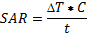 SAR = ΔT * C / t